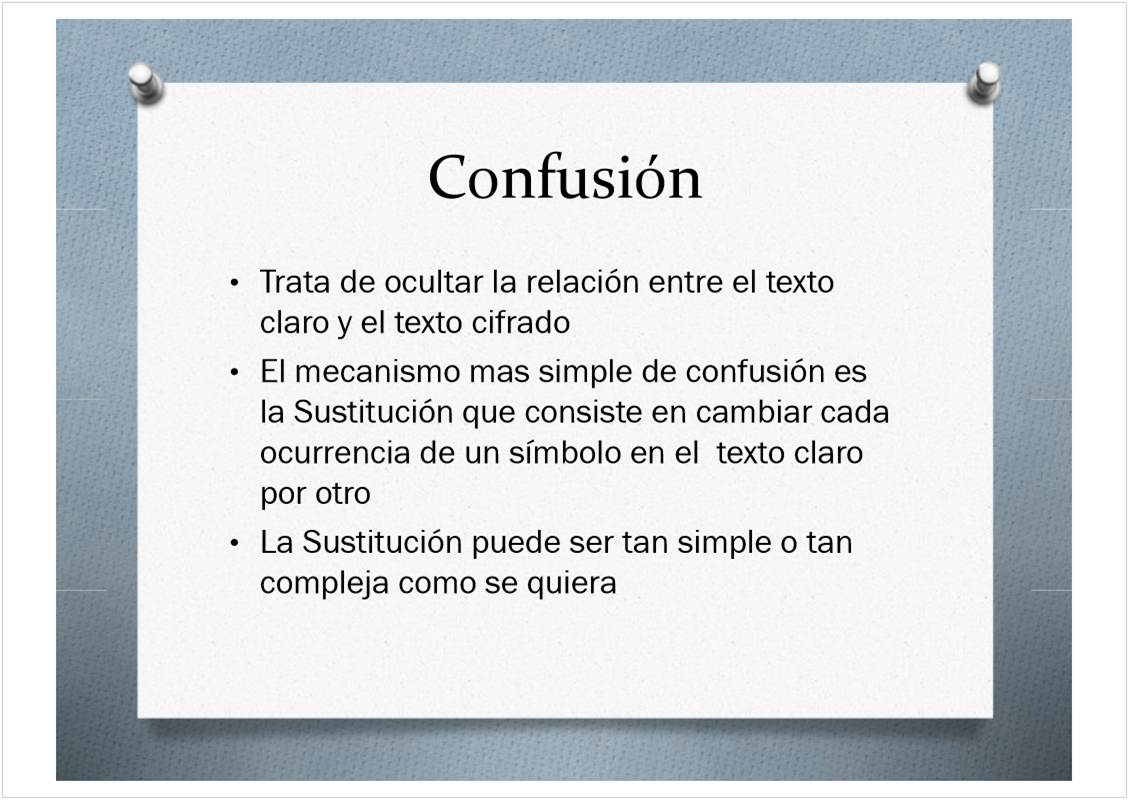 Confusión
• Trata de ocultar la relación entre el texto
claro y el texto cifrado
• El mecanismo mas simple de confusión es
la Sustitución que consiste en cambiar cada
ocurrencia de un símbolo en el  texto claro
por otro
• La Sustitución puede ser tan simple o tan
compleja como se quiera